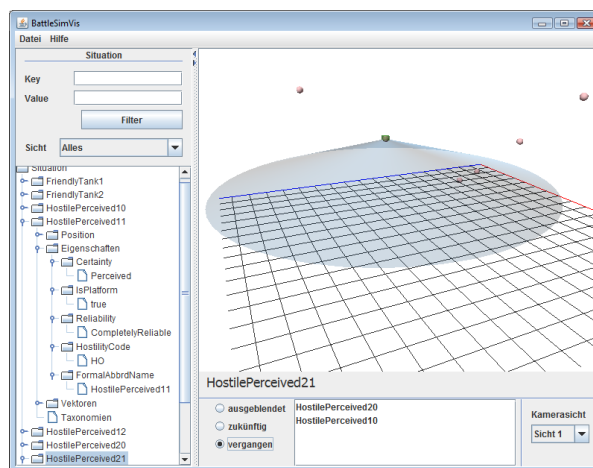 BattleSimVis
Datei Hilfe
Situation
Key
Value
Filter
Sicht Alles
Situation
FriendlyTank1
FriendlyTank2
HostilePerceived10
HostilePerceived11
Position
Eigenschaften
Certainty
Perceived
IsPlatform
true
Reliability
CompletelyReliable
HostilityCode
HO
FormalAbbrdName
HostilePerceived11
Vektoren
Taxonomien
HostilePerceived12
HostilePerceived20
HostilePerceived21
HostilePerceived21
ausgeblendet
zukünftig
vergangen
HostilePerceived20
HostilePerceived10
Kamerasicht
Sicht 1